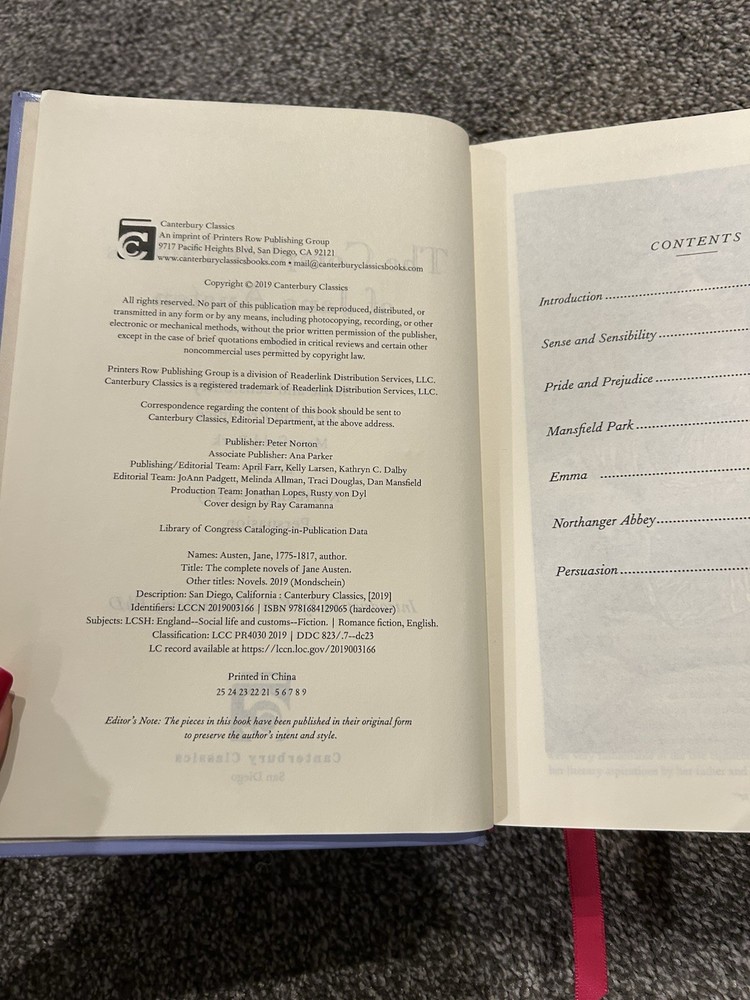 Canterbury Classics
An imprint of Printers Row Publishing Group
9717 Pacific Heights Blvd, San Diego, CA 92121
www.canterburyclassicsbooks.com • mail@canterburyclassicsbooks.com
Copyright © 2019 Canterbury Classics
All rights reserved. No part of this publication may be reproduced, distributed, or
transmitted in any form or by any means, including photocopying, recording, or other
electronic or mechanical methods, without the prior written permission of the publisher,
except in the case of brief quotations embodied in critical reviews and certain other
noncommercial uses permitted by copyright law.
Printers Row Publishing Group is a division of Readerlink Distribution Services, LLC.
Canterbury Classics is a registered trademark of Readerlink Distribution Services, LLC.
Correspondence regarding the content of this book should be sent to
Canterbury Classics, Editorial Department, at the above address.
Publisher: Peter Norton
Associate Publisher: Ana Parker
Publishing/Editorial Team: April Farr, Kelly Larsen, Kathryn C. Dalby
Editorial Team: JoAnn Padgett, Melinda Allman, Traci Douglas, Dan Mansfield
Production Team: Jonathan Lopes, Rusty von Dyl
Cover design by Ray Caramanna
Library of Congress Cataloging-in-Publication Data
Names: Austen, Jane, 1775-1817, author.
Title: The complete novels of Jane Austen.
Other titles: Novels. 2019 (Mondschein)
Description: San Diego, California : Canterbury Classics, [2019]
Identifiers: LCCN 2019003166 | ISBN 9781684129065 (hardcover)
Subjects: LCSH: England--Social life and customs--Fiction. | Romance fiction, English.
Classification: LCC PR4030 2019 | DDC 823/.7--dc23
LC record available at https://lccn.loc.gov/2019003166
Printed in China
25 24 23 22 21 5 6 7 8 9
Editor's Note: The pieces in this book have been published in their original form
to preserve the author's intent and style.
CONTENTS
Introduction
Sense and Sensibility
Pride and Prejudice
Mansfield Park
Emma
Northanger Abbey
Persuasion